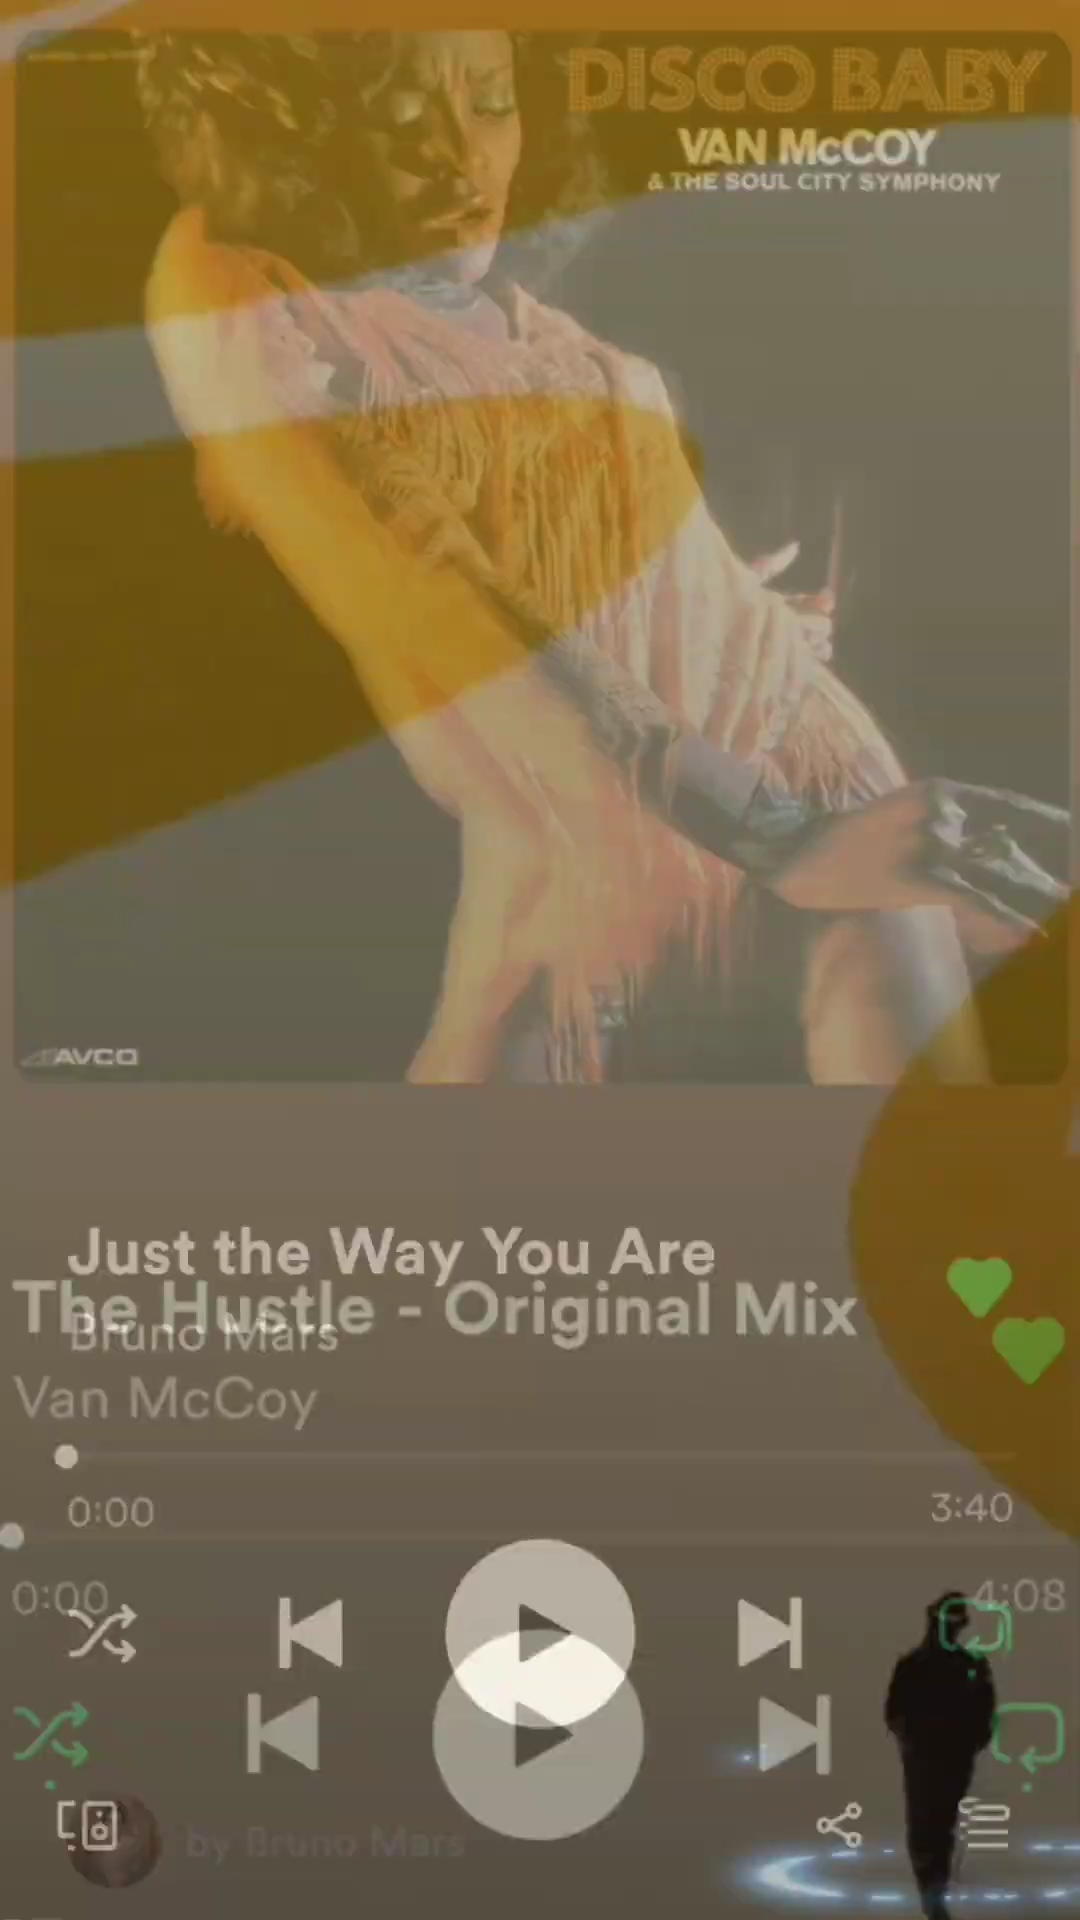 DISCO BABY
VAN McCOY
& THE SOUL CITY SYMPHONY
AVCO
Just the Way You Are
The Hustle - Original Mix
Bruno Mars
Van McCoy
0:00
3:40
0:00
4:08
by Bruno Mars